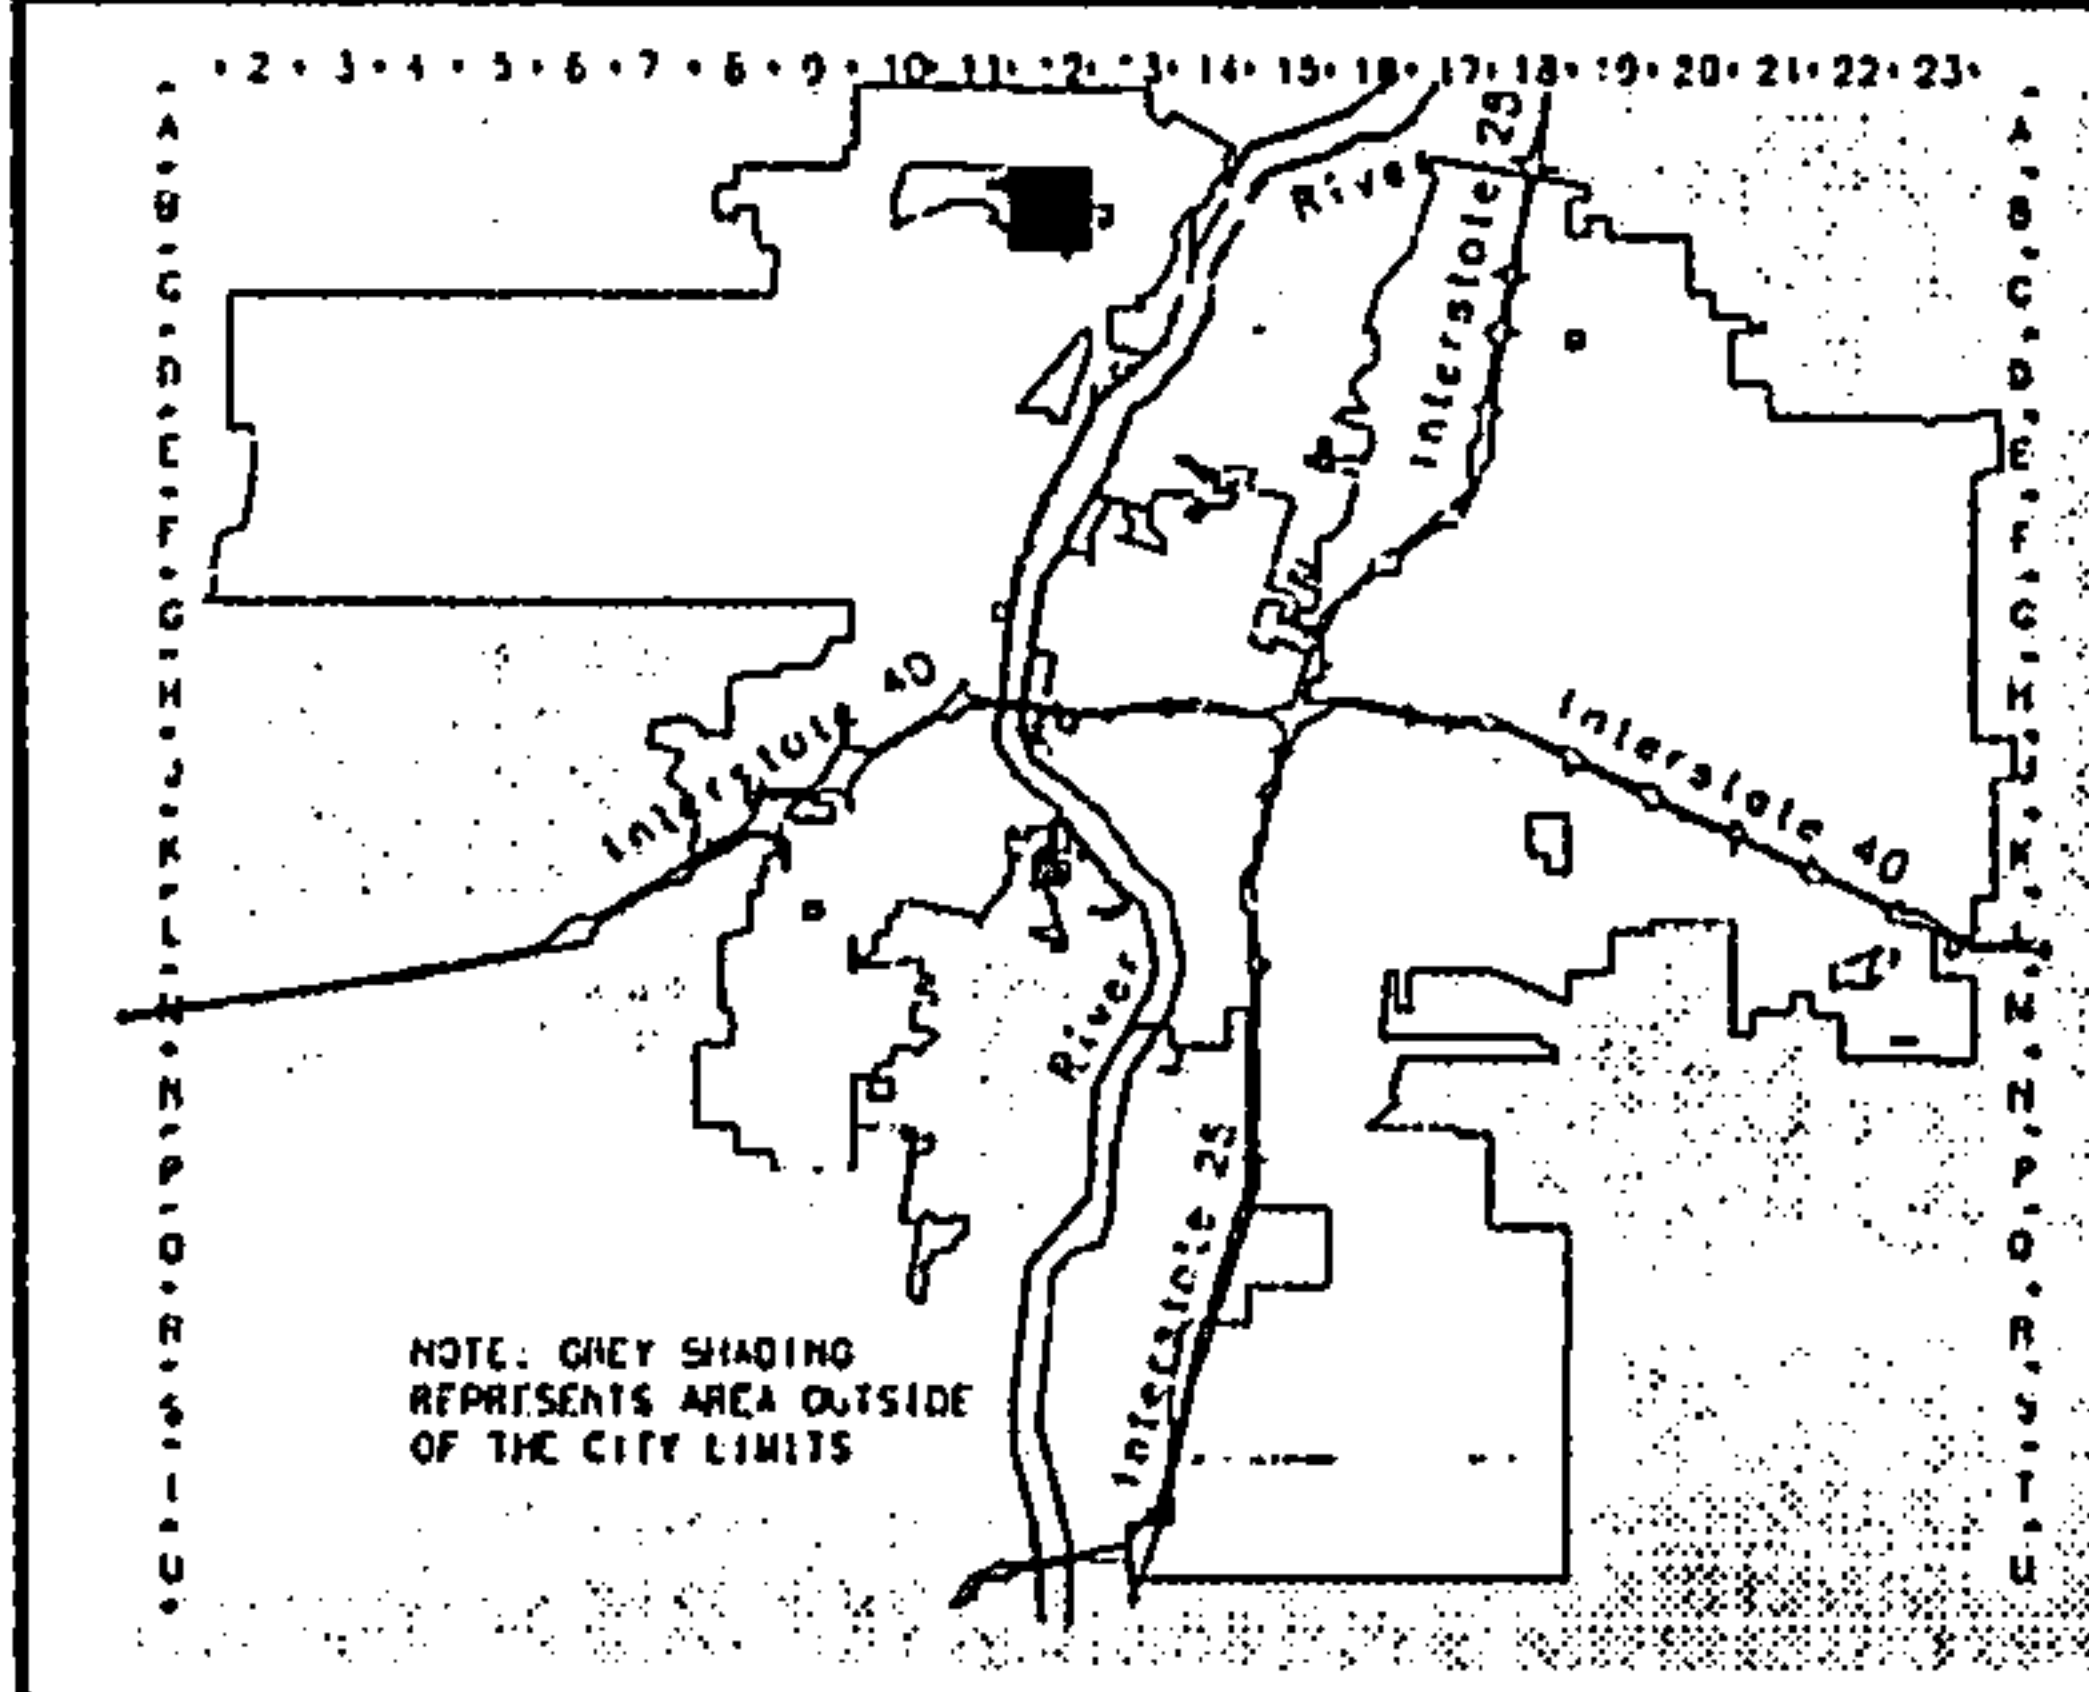 2 3 4 5 6 7 8 9 10 11 12 13 14 15 16 17 18 19 20 21 22 23
A A
B B
C C
D D
E E
F F
G G
H H
J J
K K
L L
M M
N N
P P
Q Q
R R
S S
T T
U U
River
Interstate 25
Interstate 40
Interstate 40
River
Interstate 25
NOTE: GREY SHADING
REPRESENTS AREA OUTSIDE
OF THE CITY LIMITS